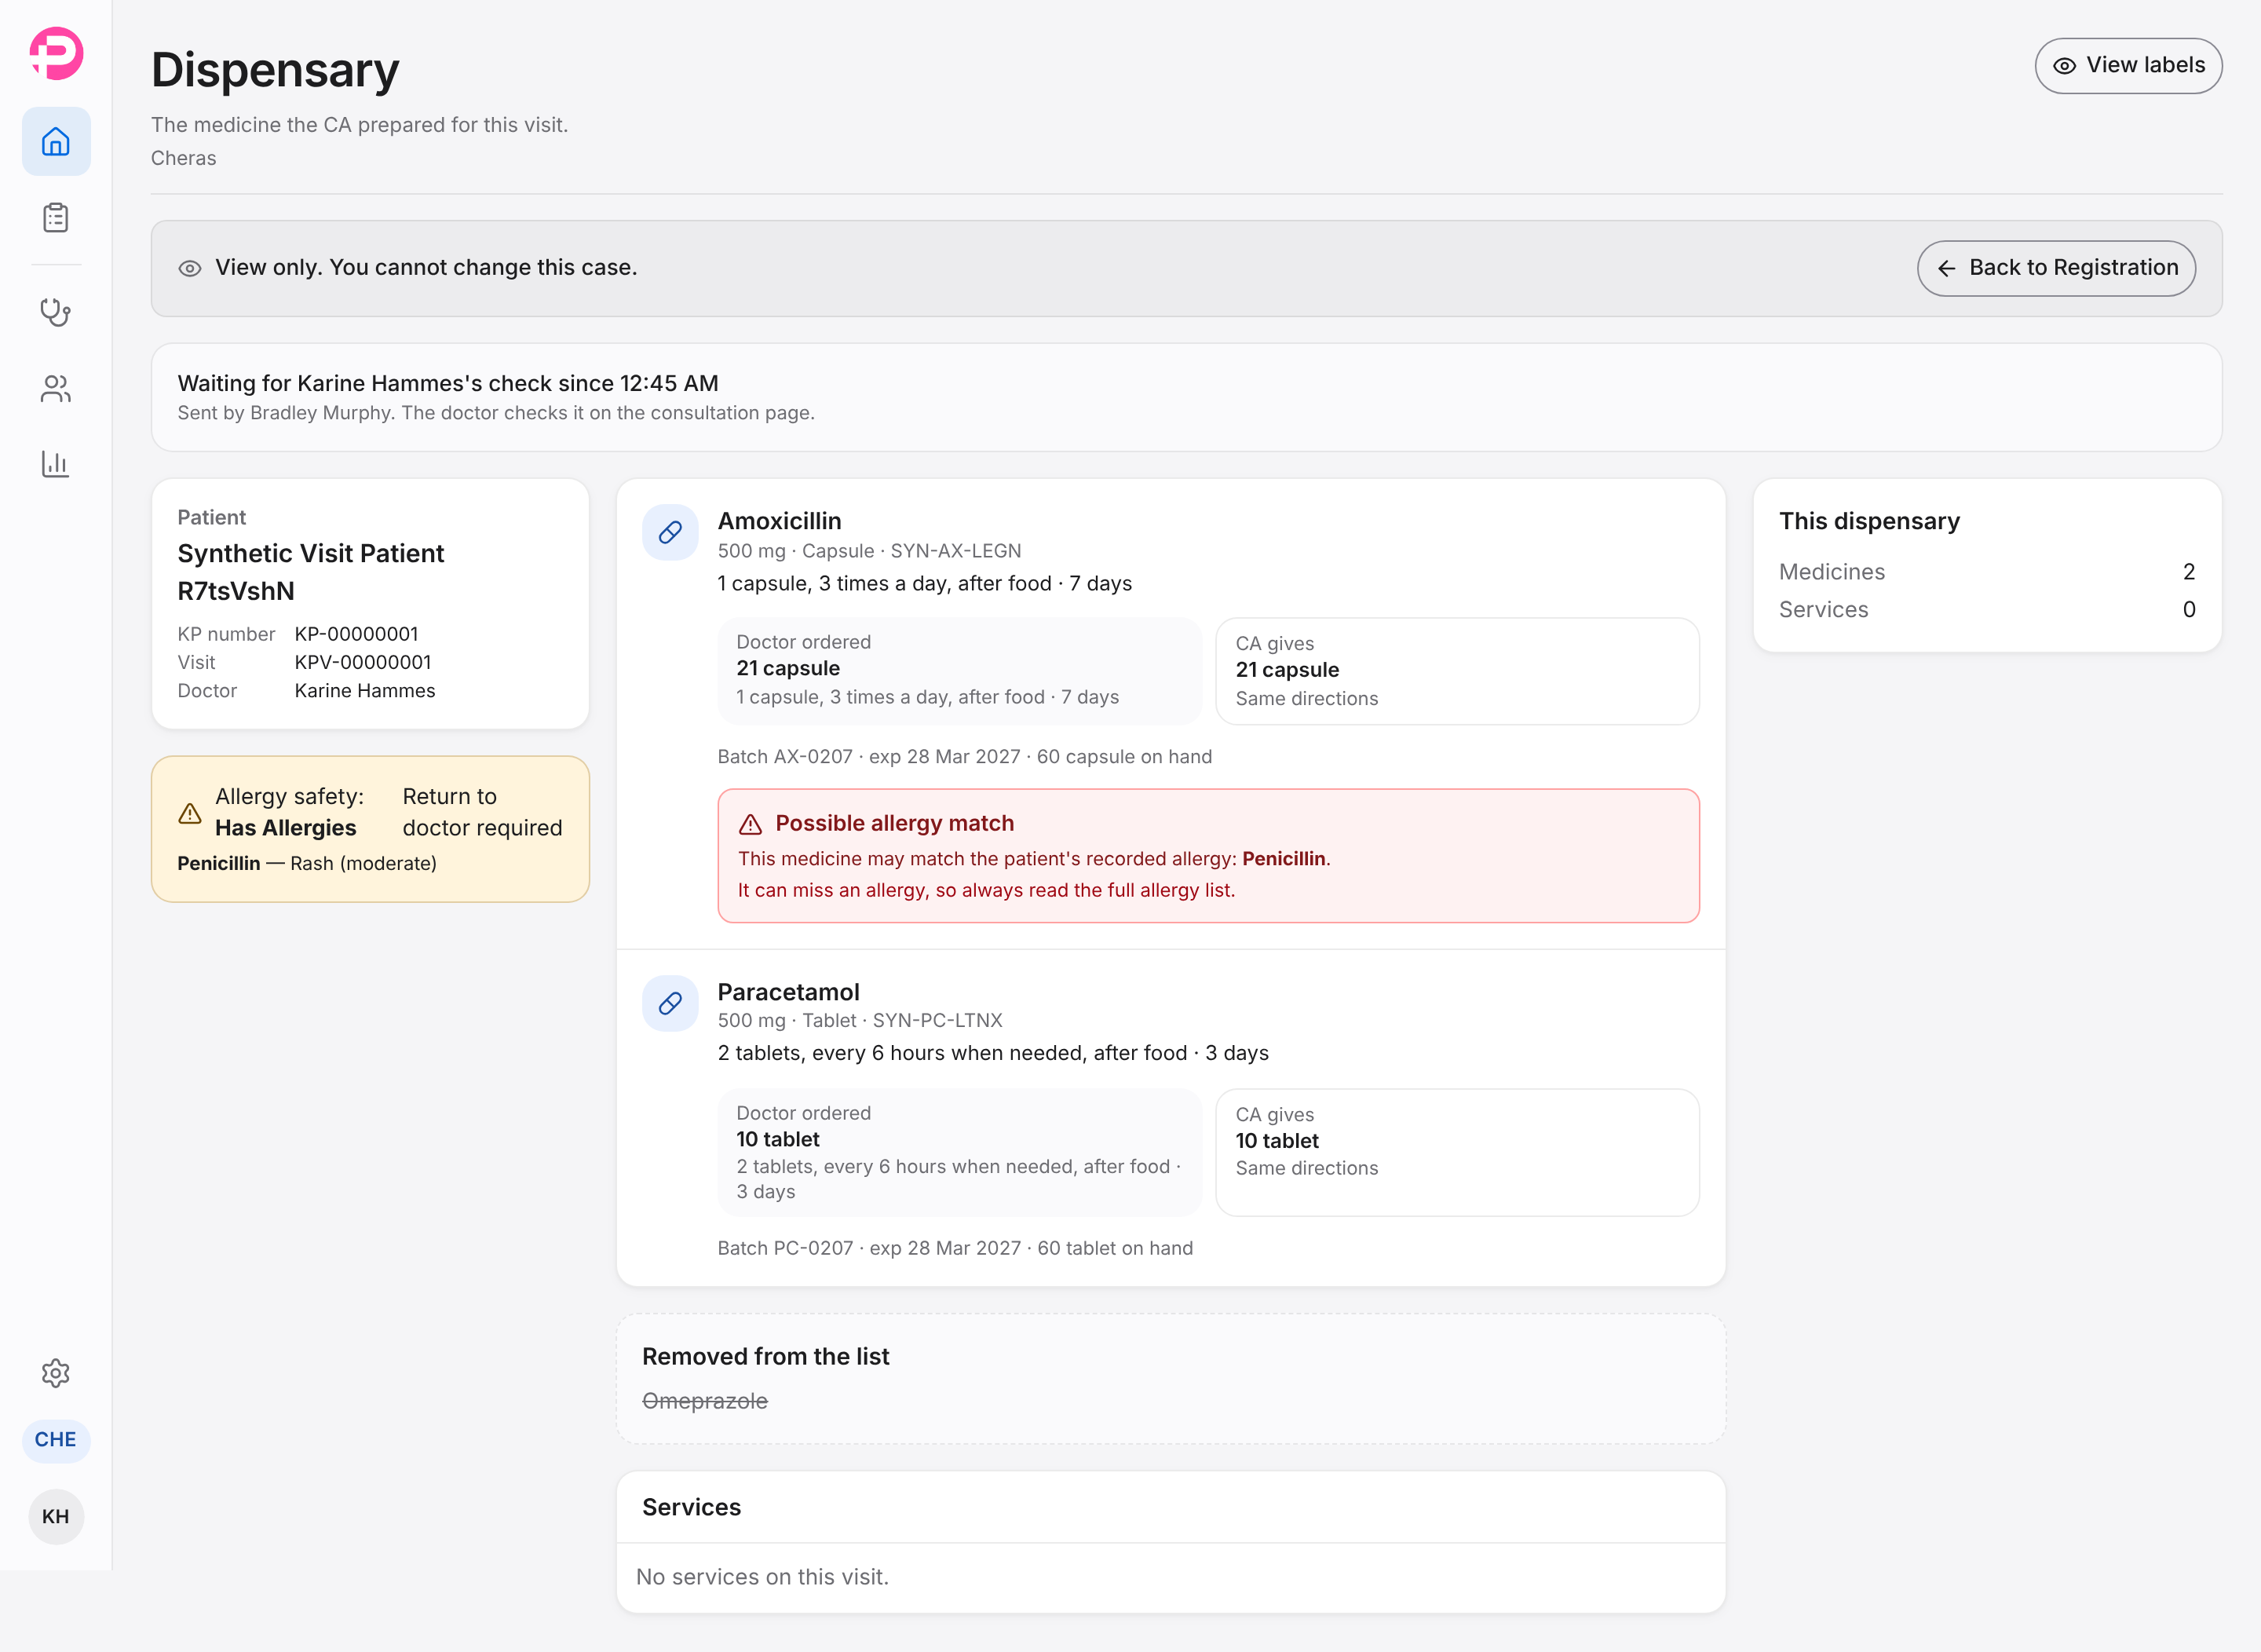 Dispensary
View labels
The medicine the CA prepared for this visit.
Cheras
View only. You cannot change this case.
Back to Registration
Waiting for Karine Hammes's check since 12:45 AM
Sent by Bradley Murphy. The doctor checks it on the consultation page.
Patient
Synthetic Visit Patient
R7tsVshN
KP number KP-00000001
Visit KPV-00000001
Doctor Karine Hammes
Allergy safety:
Has Allergies
Return to
doctor required
Penicillin — Rash (moderate)
Amoxicillin
500 mg · Capsule · SYN-AX-LEGN
1 capsule, 3 times a day, after food · 7 days
Doctor ordered
21 capsule
1 capsule, 3 times a day, after food · 7 days
CA gives
21 capsule
Same directions
Batch AX-0207 · exp 28 Mar 2027 · 60 capsule on hand
Possible allergy match
This medicine may match the patient's recorded allergy: Penicillin.
It can miss an allergy, so always read the full allergy list.
Paracetamol
500 mg · Tablet · SYN-PC-LTNX
2 tablets, every 6 hours when needed, after food · 3 days
Doctor ordered
10 tablet
2 tablets, every 6 hours when needed, after food ·
3 days
CA gives
10 tablet
Same directions
Batch PC-0207 · exp 28 Mar 2027 · 60 tablet on hand
Removed from the list
Omeprazole
Services
No services on this visit.
This dispensary
Medicines 2
Services 0
CHE
KH